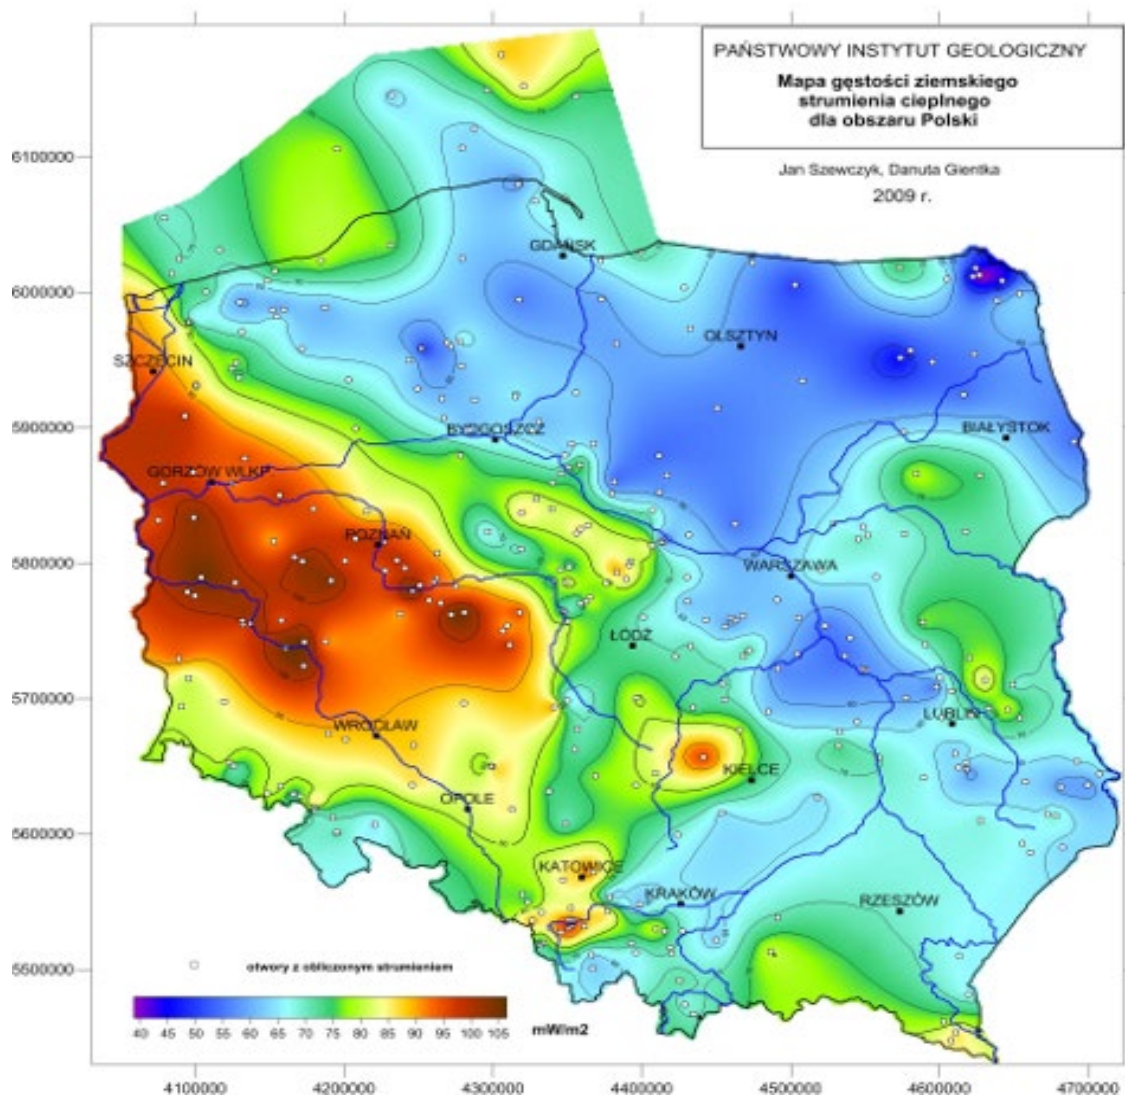 PAŃSTWOWY INSTYTUT GEOLOGICZNY
Mapa gęstości ziemskiego
strumienia cieplnego
dla obszaru Polski
Jan Szewczyk, Danuta Gientka
2009 r.
6100000
GDAŃSK
6000000
OLSZTYN
SZCZECIN
5900000
BYDGOSZCZ
BIAŁYSTOK
GORZÓW WLKP.
POZNAŃ
5800000
WARSZAWA
ŁÓDŹ
5700000
LUBLIN
WROCŁAW
KIELCE
OPOLE
5600000
KATOWICE
KRAKÓW
RZESZÓW
5500000
otwory z obliczonym strumieniem
40 45 50 55 60 65 70 75 80 85 90 95 100 105
mW/m2
4100000 4200000 4300000 4400000 4500000 4600000 4700000